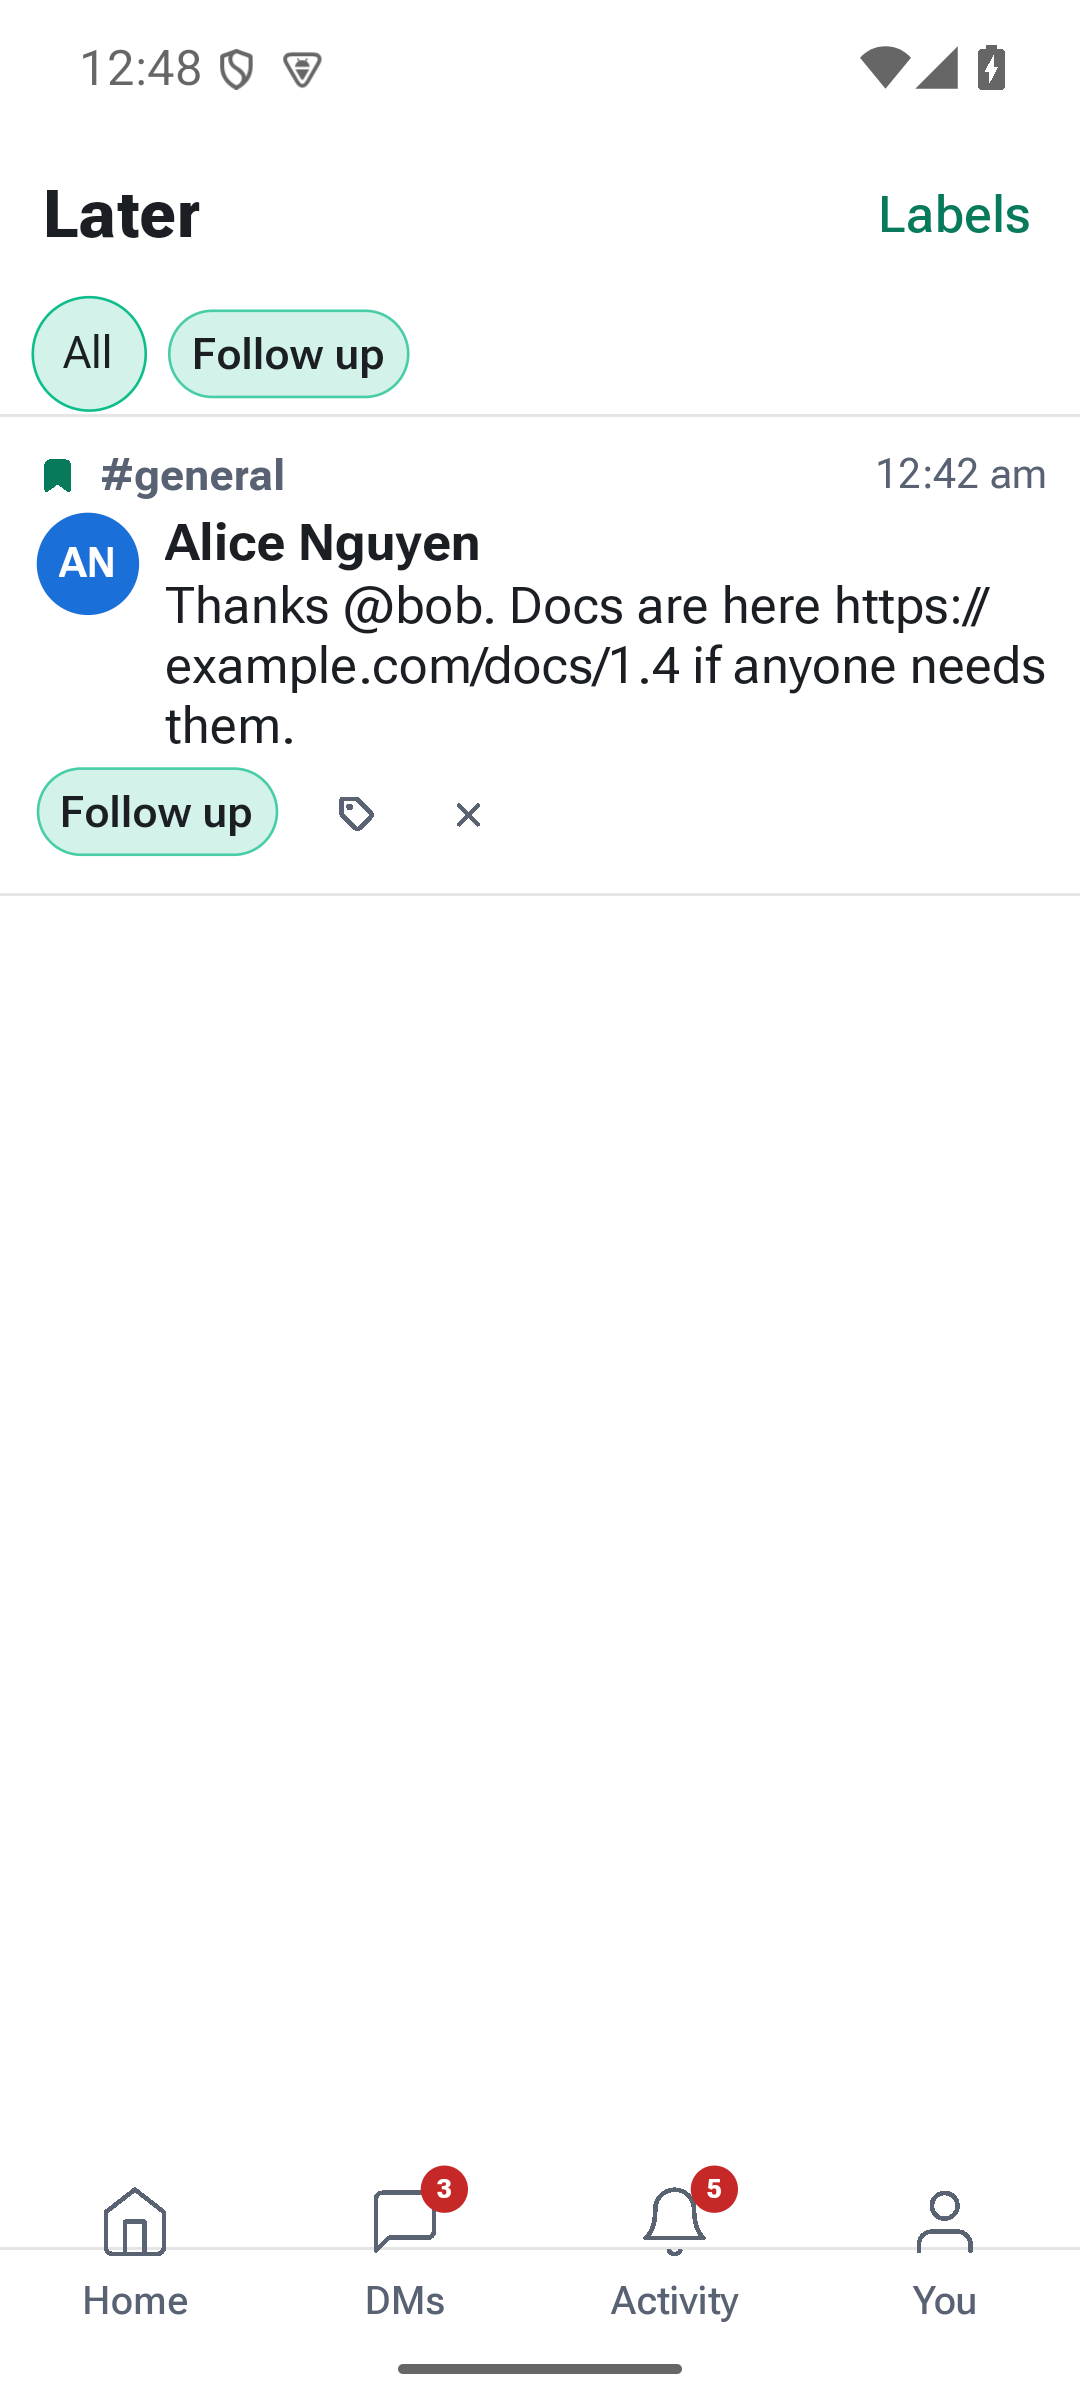 12:48
Later
Labels
All
Follow up
#general
12:42 am
AN
Alice Nguyen
Thanks @bob. Docs are here https://
example.com/docs/1.4 if anyone needs
them.
Follow up
3
5
Home
DMs
Activity
You